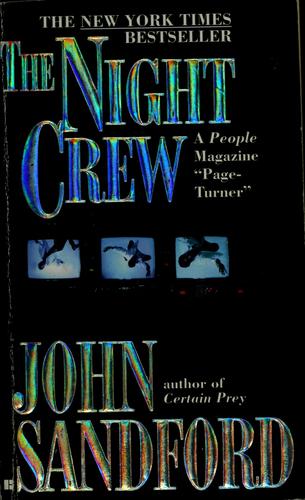 THE NEW YORK TIMES
BESTSELLER
THE NIGHT
CREW
A People
Magazine
“Page-
Turner”
JOHN
author of
Certain Prey
SANDFORD